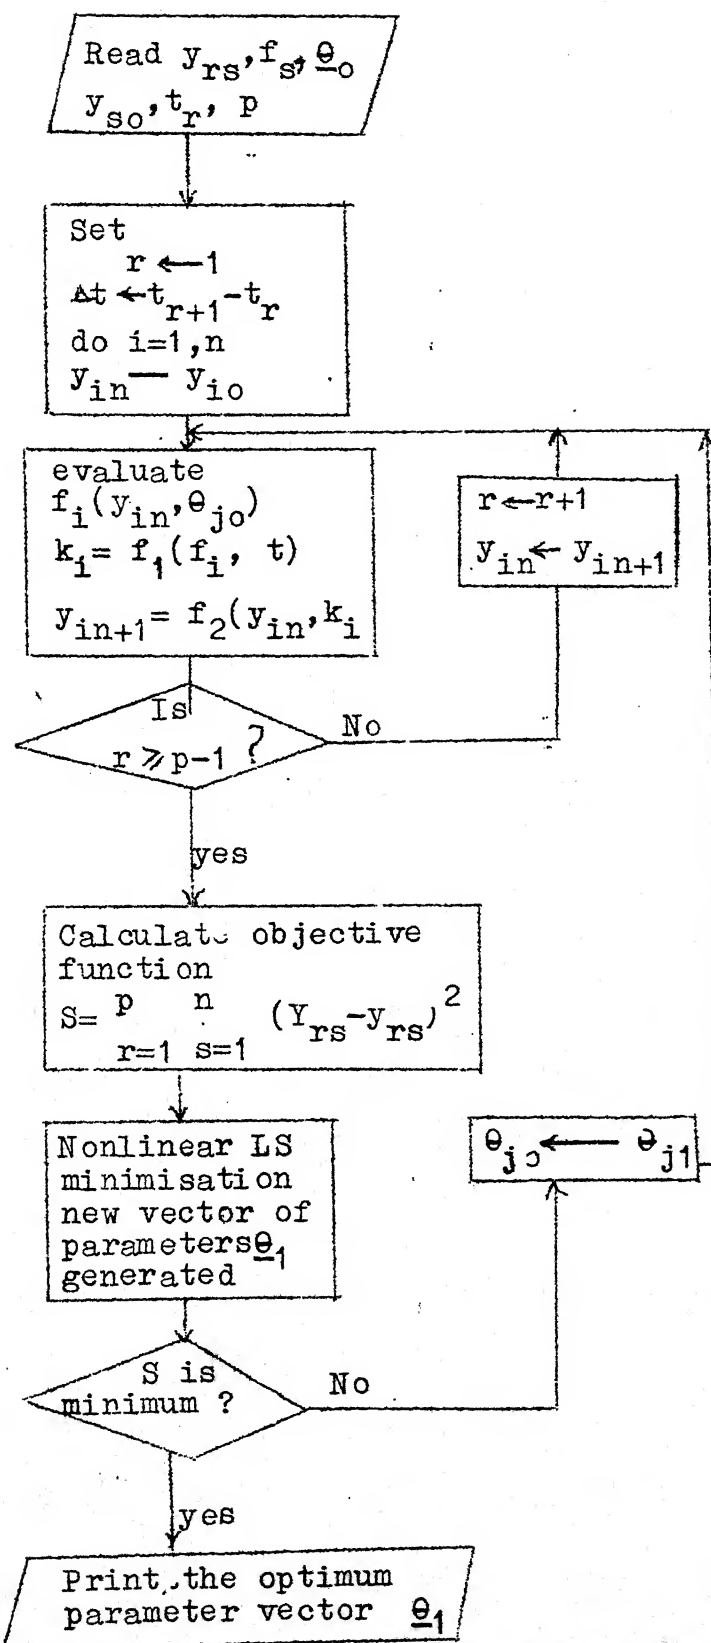 Read y_rs, f_s, θ_o
y_so, t_r, p
Set
r ← 1
Δt ← t_r+1 - t_r
do i=1,n
y_in — y_io
evaluate
f_i(y_in, θ_jo)
k_i = f_1(f_i, t)
y_in+1 = f_2(y_in, k_i
r ← r+1
y_in ← y_in+1
Is
r ⩾ p-1 ?
No
yes
Calculate objective
function
S= p n
r=1 s=1 (Y_rs - y_rs)^2
Nonlinear LS
minimisation
new vector of
parameters θ_1
generated
θ_jo ← θ_j1
S is
minimum ?
No
yes
Print the optimum
parameter vector θ_1